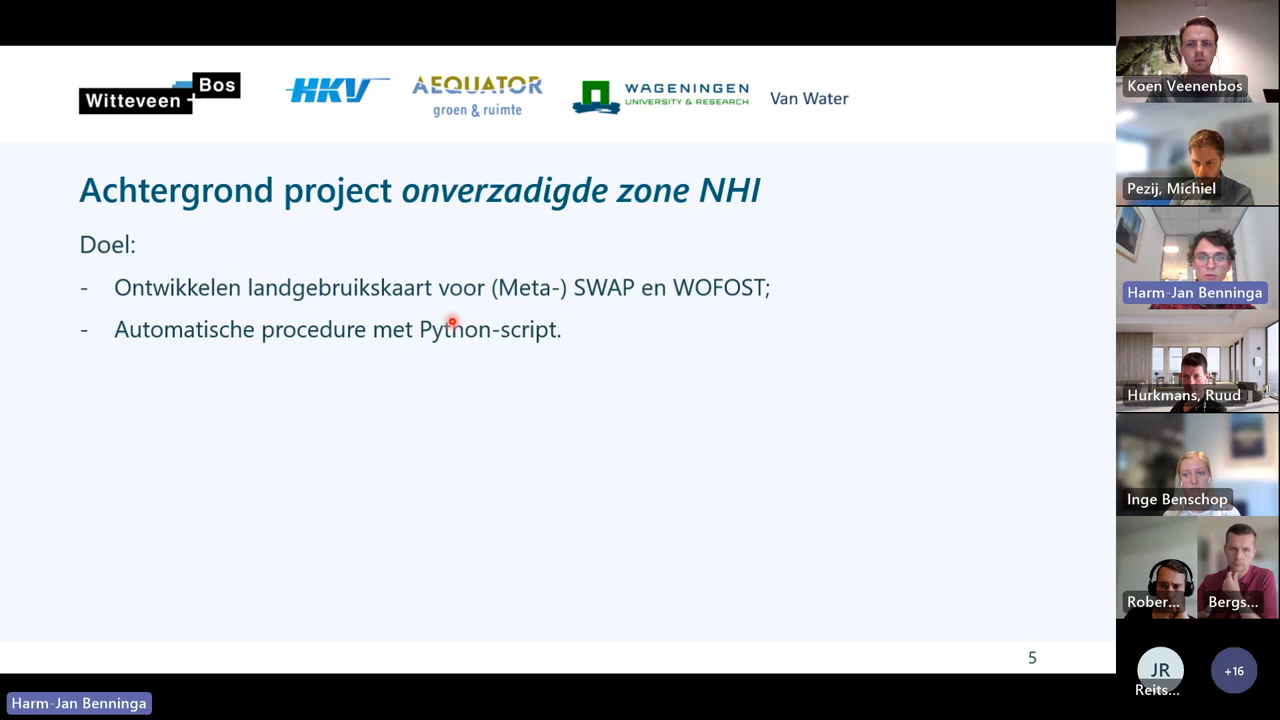 Witteveen + Bos
HKV
AEQUATOR
groen & ruimte
WAGENINGEN
UNIVERSITY & RESEARCH
Van Water
Achtergrond project onverzadigde zone NHI
Doel:
- Ontwikkelen landgebruikskaart voor (Meta-) SWAP en WOFOST;
- Automatische procedure met Python-script.
5
Harm-Jan Benninga
Koen Veenenbos
Pezij, Michiel
Harm-Jan Benninga
Hurkmans, Ruud
Inge Benschop
Rober...
Bergs...
JR
Reits...
+16